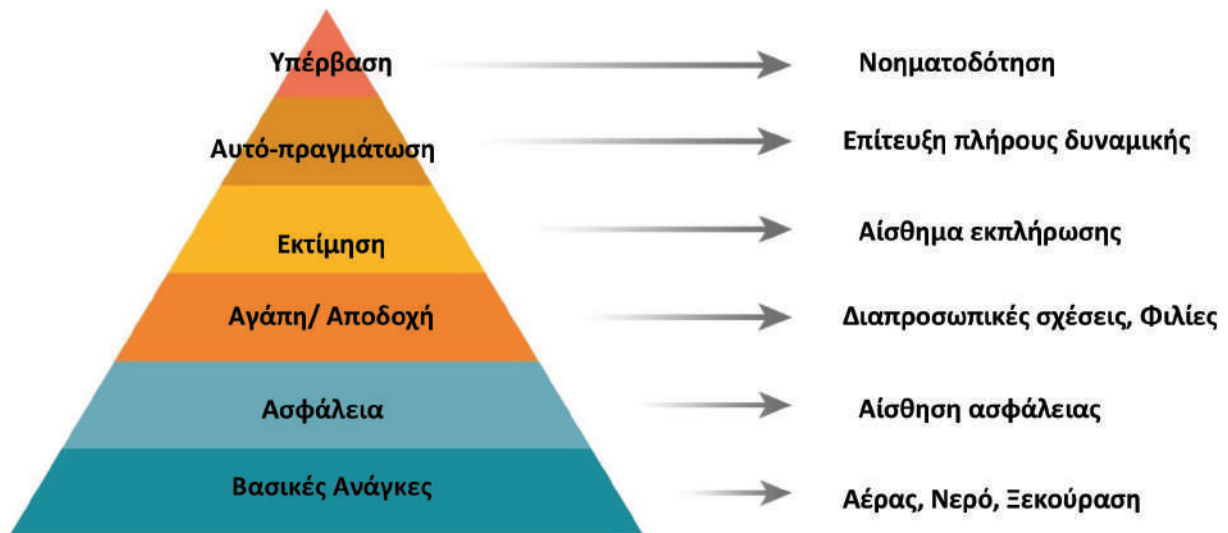 Υπέρβαση
Νοηματοδότηση
Αυτό-πραγμάτωση
Επίτευξη πλήρους δυναμικής
Εκτίμηση
Αίσθημα εκπλήρωσης
Αγάπη/ Αποδοχή
Διαπροσωπικές σχέσεις, Φιλίες
Ασφάλεια
Αίσθηση ασφάλειας
Βασικές Ανάγκες
Αέρας, Νερό, Ξεκούραση